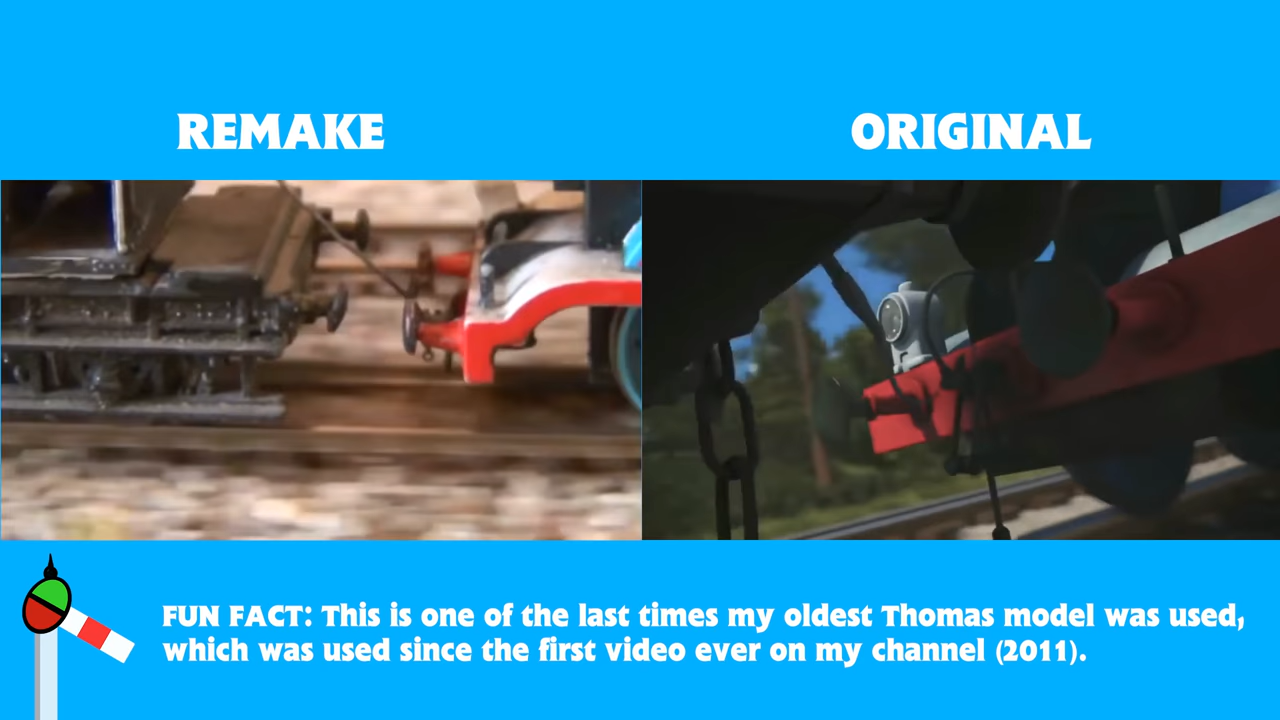 REMAKE
ORIGINAL
FUN FACT: This is one of the last times my oldest Thomas model was used,
which was used since the first video ever on my channel (2011).